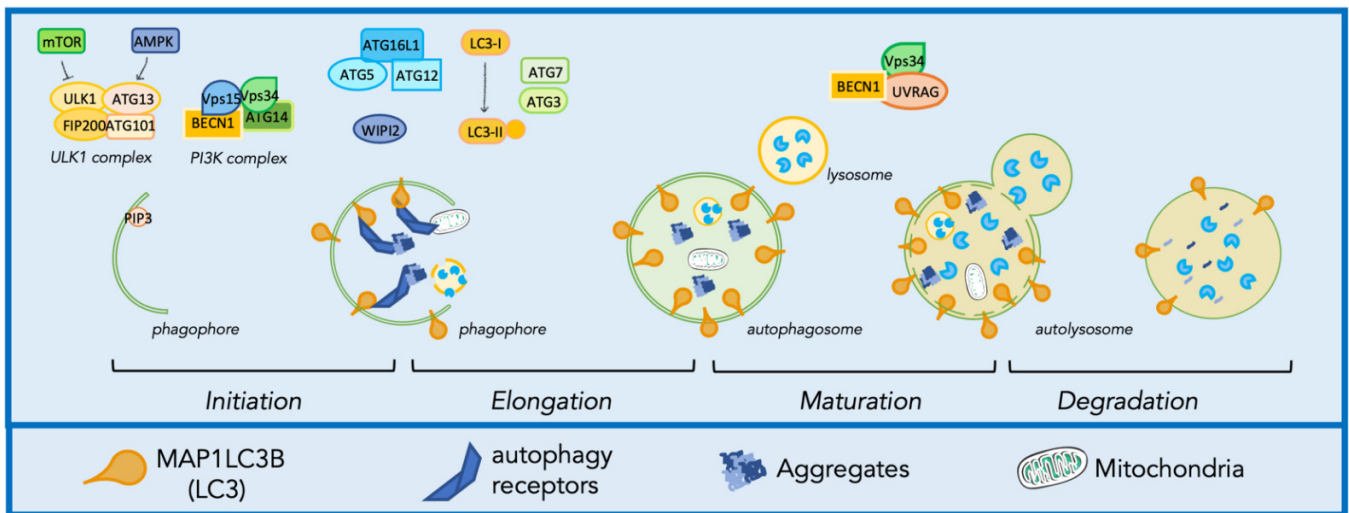 mTOR
AMPK
ULK1
ATG13
FIP200
ATG101
ULK1 complex
Vps15
Vps34
BECN1
ATG14
PI3K complex
ATG16L1
ATG5
ATG12
WIPI2
LC3-I
LC3-II
ATG7
ATG3
Vps34
BECN1
UVRAG
lysosome
PIP3
phagophore
phagophore
autophagosome
autolysosome
Initiation
Elongation
Maturation
Degradation
MAP1LC3B
(LC3)
autophagy
receptors
Aggregates
Mitochondria